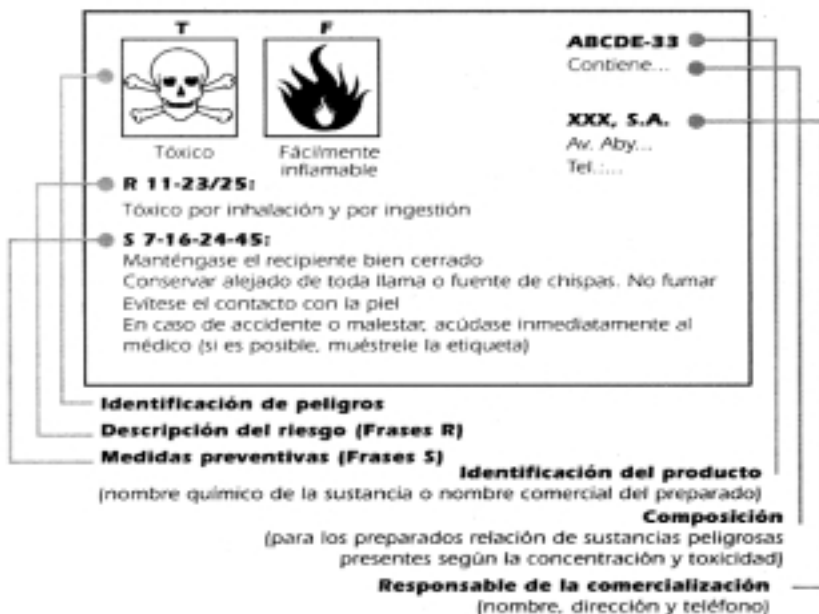 T
F
Tóxico
Fácilmente
inflamable
ABCDE-33
Contiene...
XXX, S.A.
Av. Aby...
Tel.:...
R 11-23/25:
Tóxico por inhalación y por ingestión
S 7-16-24-45:
Manténgase el recipiente bien cerrado
Conservar alejado de toda llama o fuente de chispas. No fumar
Evítese el contacto con la piel
En caso de accidente o malestar, acúdase inmediatamente al
médico (si es posible, muéstrele la etiqueta)
Identificación de peligros
Descripción del riesgo (Frases R)
Medidas preventivas (Frases S)
Identificación del producto
(nombre químico de la sustancia o nombre comercial del preparado)
Composición
(para los preparados relación de sustancias peligrosas
presentes según la concentración y toxicidad)
Responsable de la comercialización
(nombre, dirección y teléfono)